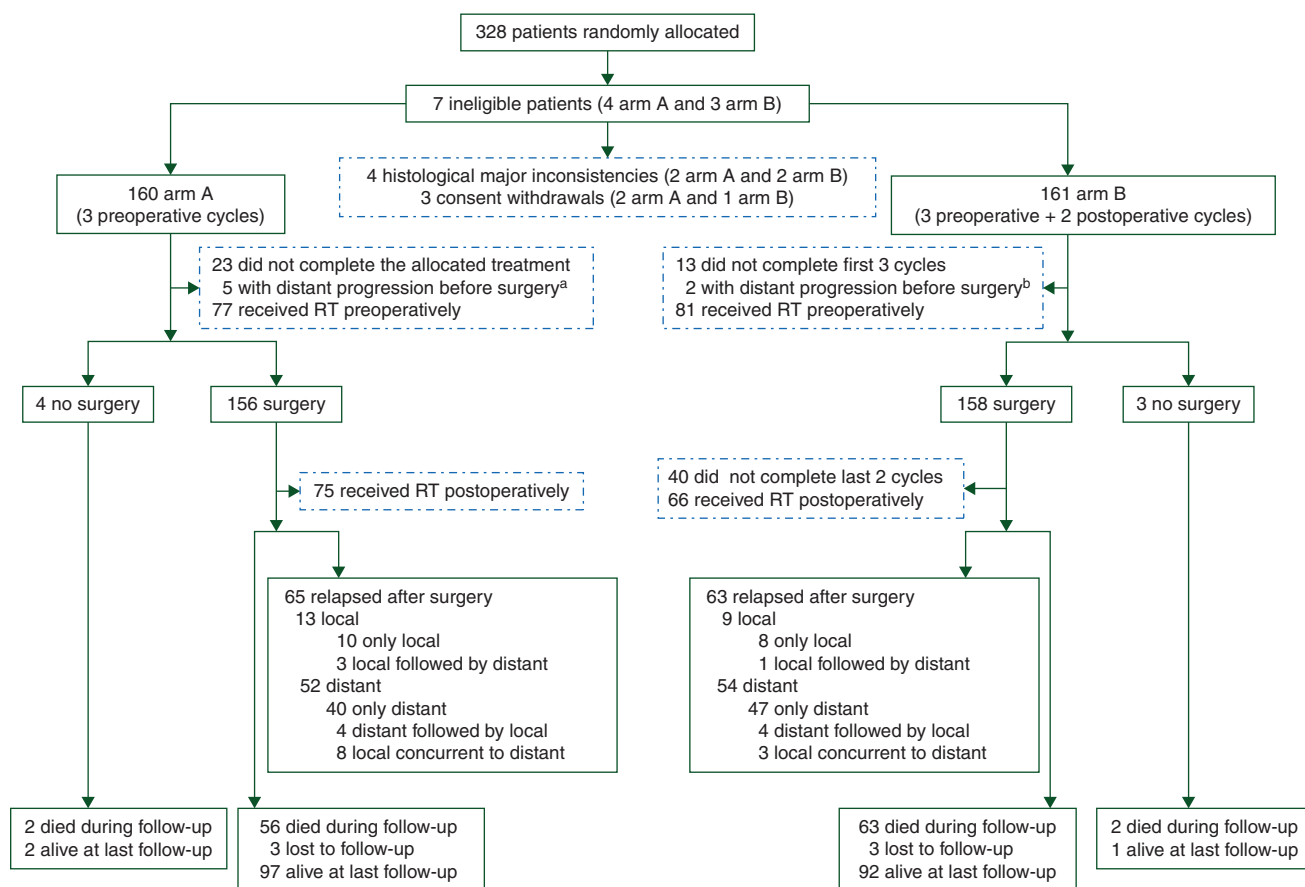 328 patients randomly allocated
7 ineligible patients (4 arm A and 3 arm B)
4 histological major inconsistencies (2 arm A and 2 arm B)
3 consent withdrawals (2 arm A and 1 arm B)
160 arm A
(3 preoperative cycles)
161 arm B
(3 preoperative + 2 postoperative cycles)
23 did not complete the allocated treatment
5 with distant progression before surgeryᵃ
77 received RT preoperatively
13 did not complete first 3 cycles
2 with distant progression before surgeryᵇ
81 received RT preoperatively
4 no surgery
156 surgery
158 surgery
3 no surgery
75 received RT postoperatively
40 did not complete last 2 cycles
66 received RT postoperatively
65 relapsed after surgery
13 local
10 only local
3 local followed by distant
52 distant
40 only distant
4 distant followed by local
8 local concurrent to distant
63 relapsed after surgery
9 local
8 only local
1 local followed by distant
54 distant
47 only distant
4 distant followed by local
3 local concurrent to distant
2 died during follow-up
2 alive at last follow-up
56 died during follow-up
3 lost to follow-up
97 alive at last follow-up
63 died during follow-up
3 lost to follow-up
92 alive at last follow-up
2 died during follow-up
1 alive at last follow-up